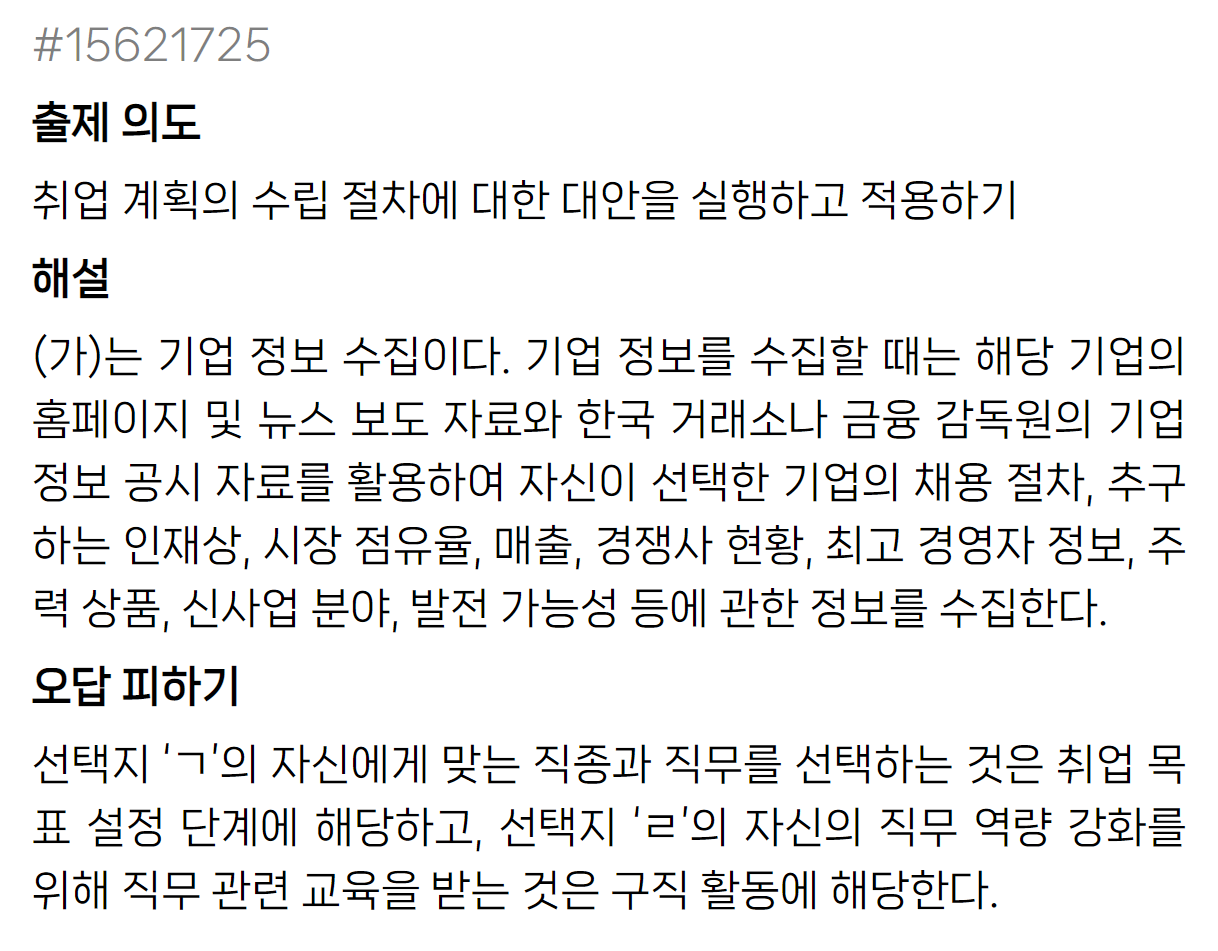 #15621725
출제 의도
취업 계획의 수립 절차에 대한 대안을 실행하고 적용하기
해설
(가)는 기업 정보 수집이다. 기업 정보를 수집할 때는 해당 기업의
홈페이지 및 뉴스 보도 자료와 한국 거래소나 금융 감독원의 기업
정보 공시 자료를 활용하여 자신이 선택한 기업의 채용 절차, 추구
하는 인재상, 시장 점유율, 매출, 경쟁사 현황, 최고 경영자 정보, 주
력 상품, 신사업 분야, 발전 가능성 등에 관한 정보를 수집한다.
오답 피하기
선택지 ‘ㄱ’의 자신에게 맞는 직종과 직무를 선택하는 것은 취업 목
표 설정 단계에 해당하고, 선택지 ‘ㄹ’의 자신의 직무 역량 강화를
위해 직무 관련 교육을 받는 것은 구직 활동에 해당한다.